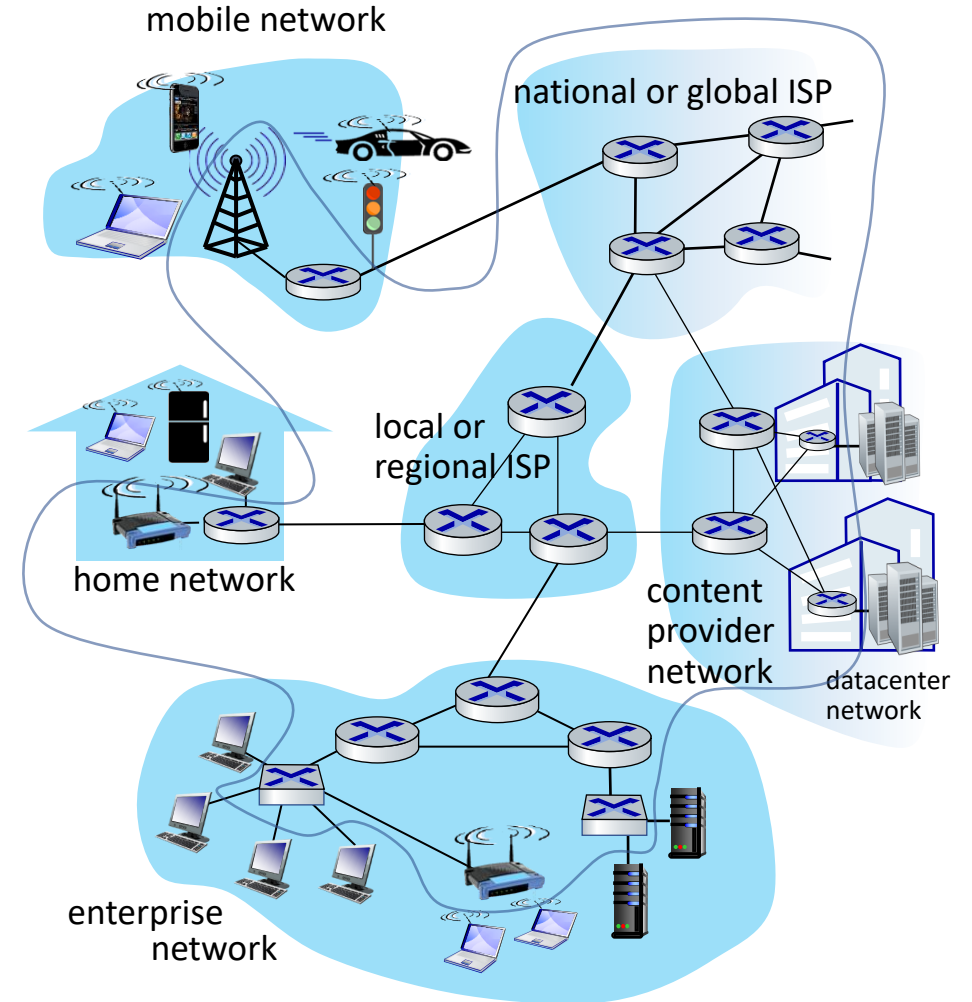 mobile network
national or global ISP
local or
regional ISP
home network
content
provider
network
datacenter
network
enterprise
network